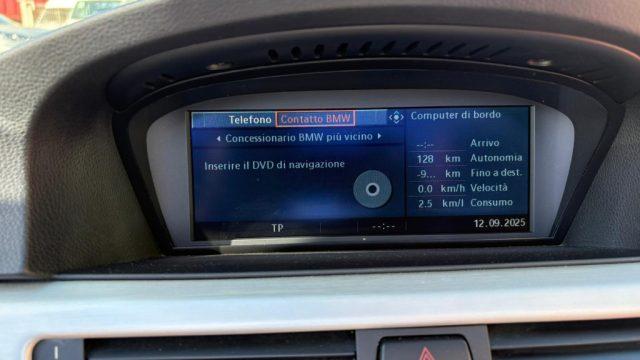 Telefono Contatto BMW
Concessionario BMW più vicino
Inserire il DVD di navigazione
TP --:--
Computer di bordo
--:-- Arrivo
128 km Autonomia
-9... km Fino a dest.
0.0 km/h Velocità
2.5 km/l Consumo
12.09.2025